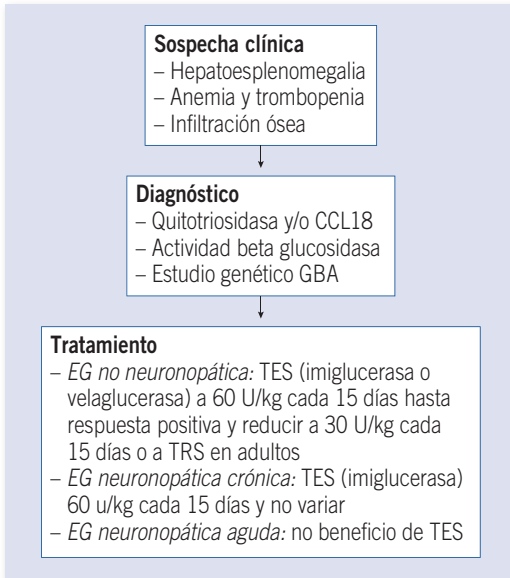 Sospecha clínica
– Hepatoesplenomegalia
– Anemia y trombopenia
– Infiltración ósea
Diagnóstico
– Quitotriosidasa y/o CCL18
– Actividad beta glucosidasa
– Estudio genético GBA
Tratamiento
– EG no neuronopática: TES (imiglucerasa o
velaglucerasa) a 60 U/kg cada 15 días hasta
respuesta positiva y reducir a 30 U/kg cada
15 días o a TRS en adultos
– EG neuronopática crónica: TES (imiglucerasa)
60 u/kg cada 15 días y no variar
– EG neuronopática aguda: no beneficio de TES